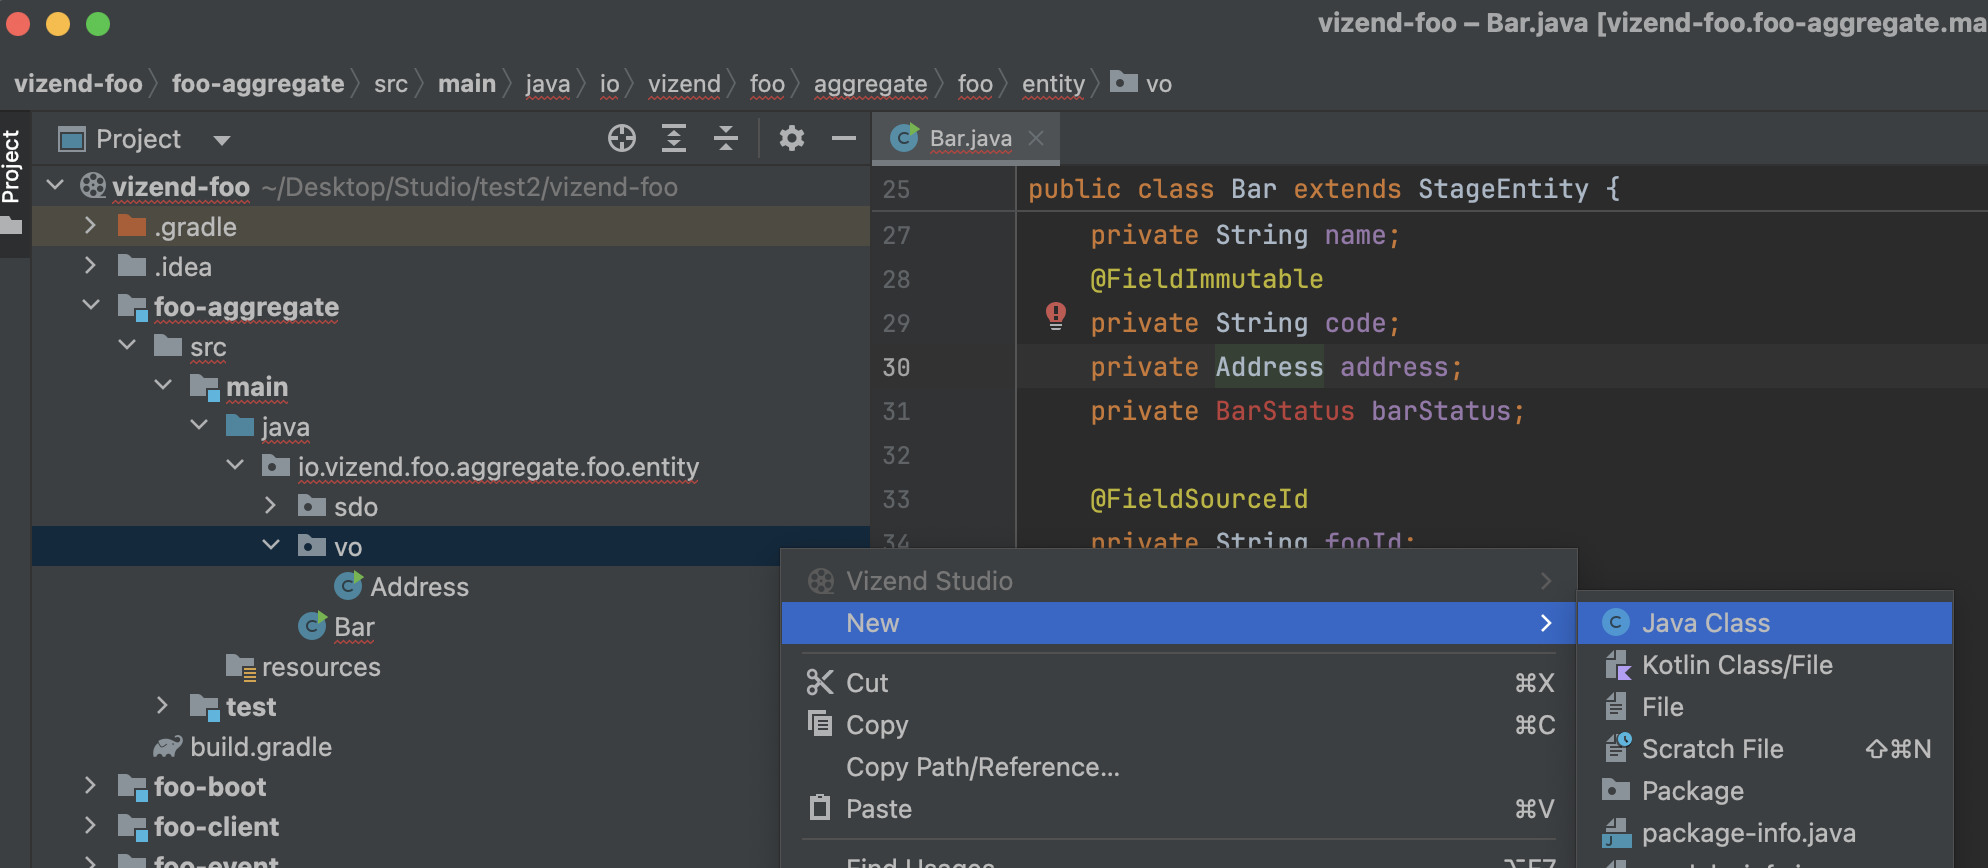 vizend-foo – Bar.java [vizend-foo.foo-aggregate.ma
vizend-foo foo-aggregate src main java io vizend foo aggregate foo entity vo
Project
Project
Bar.java
vizend-foo ~/Desktop/Studio/test2/vizend-foo
.gradle
.idea
foo-aggregate
src
main
java
io.vizend.foo.aggregate.foo.entity
sdo
vo
Address
Bar
resources
test
build.gradle
foo-boot
foo-client
foo-event
25 public class Bar extends StageEntity {
27 private String name;
28 @FieldImmutable
29 private String code;
30 private Address address;
31 private BarStatus barStatus;
32
33 @FieldSourceId
34 private String fooId;
Vizend Studio
New
Cut ⌘X
Copy ⌘C
Copy Path/Reference...
Paste ⌘V
Find Usages ⌥F7
Java Class
Kotlin Class/File
File
Scratch File ⇧⌘N
Package
package-info.java